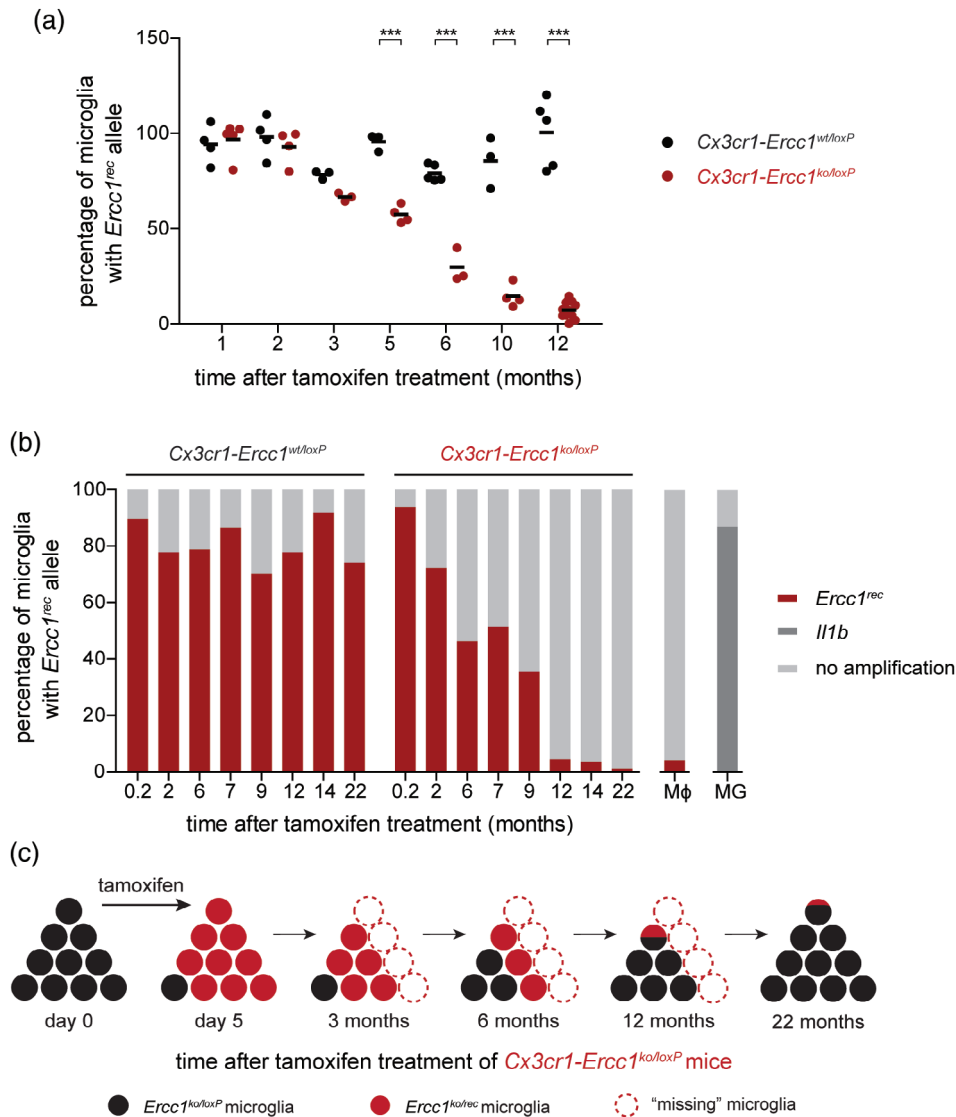 (a)
150
100
50
0
percentage of microglia
with Ercc1rec allele
*** *** *** ***
1 2 3 5 6 10 12
time after tamoxifen treatment (months)
Cx3cr1-Ercc1wt/loxP
Cx3cr1-Ercc1ko/loxP
(b)
Cx3cr1-Ercc1wt/loxP Cx3cr1-Ercc1ko/loxP
100
80
60
40
20
0
percentage of microglia
with Ercc1rec allele
0.2 2 6 7 9 12 14 22 0.2 2 6 7 9 12 14 22 Mϕ MG
time after tamoxifen treatment (months)
Ercc1rec
Il1b
no amplification
(c)
tamoxifen
day 0 day 5 3 months 6 months 12 months 22 months
time after tamoxifen treatment of Cx3cr1-Ercc1ko/loxP mice
Ercc1ko/loxP microglia Ercc1ko/rec microglia "missing" microglia